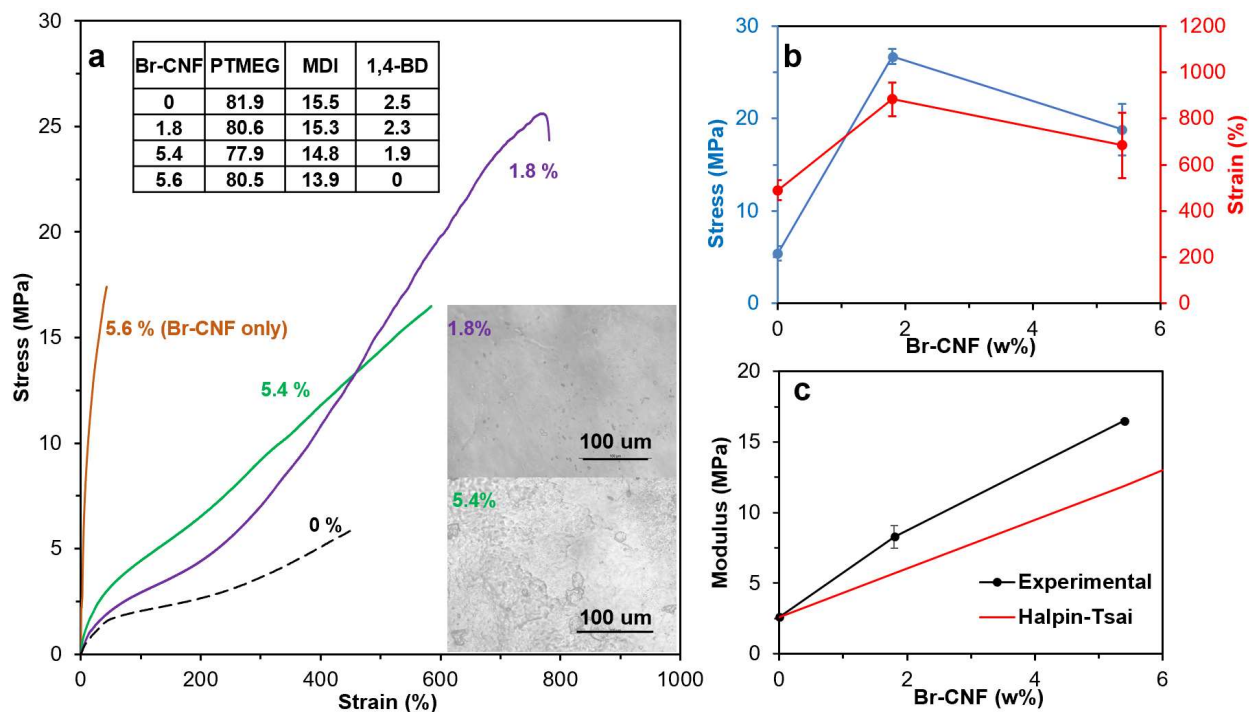 a
Br-CNF PTMEG MDI 1,4-BD
0 81.9 15.5 2.5
1.8 80.6 15.3 2.3
5.4 77.9 14.8 1.9
5.6 80.5 13.9 0
30
25
20
15
10
5
0
Stress (MPa)
0 200 400 600 800 1000
Strain (%)
1.8 %
5.6 % (Br-CNF only)
5.4 %
0 %
1.8%
100 um
5.4%
100 um
b
30
20
10
0
Stress (MPa)
1200
1000
800
600
400
200
0
Strain (%)
0 2 4 6
Br-CNF (w%)
c
20
15
10
5
0
Modulus (MPa)
Experimental
Halpin-Tsai
0 2 4 6
Br-CNF (w%)